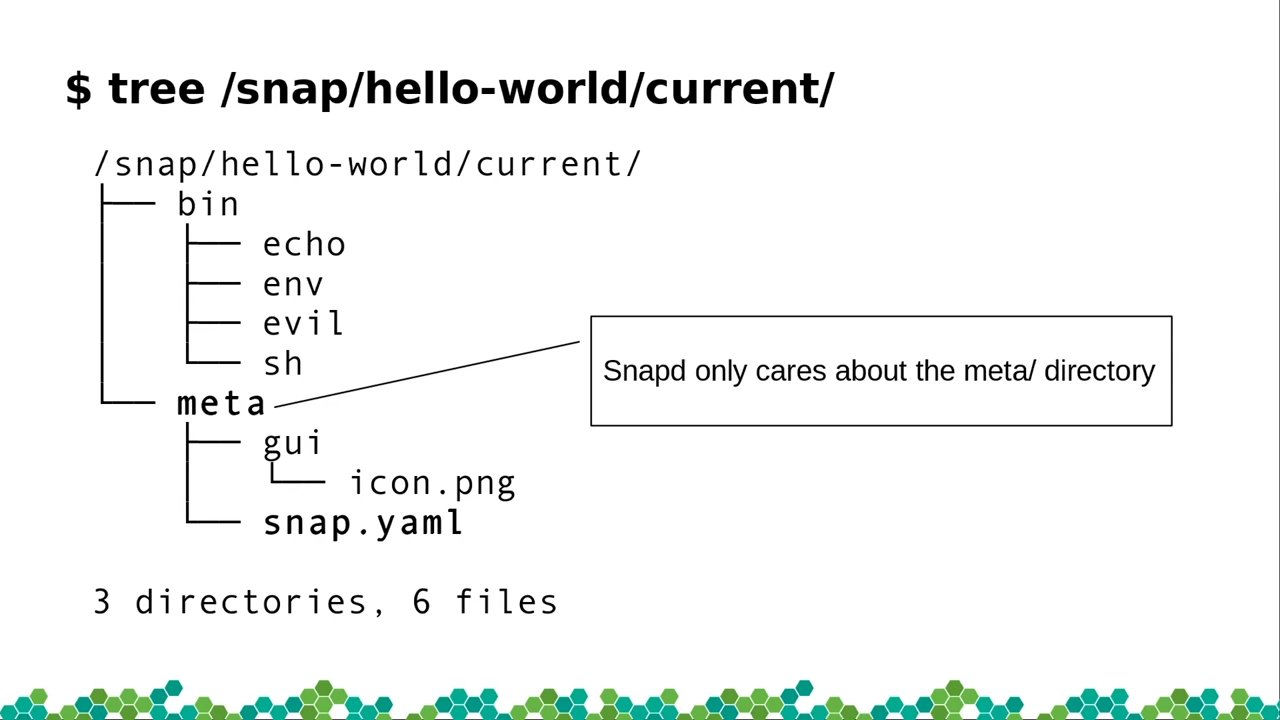 $ tree /snap/hello-world/current/
/snap/hello-world/current/
├── bin
│   ├── echo
│   ├── env
│   ├── evil
│   └── sh
└── meta
    ├── gui
    │   └── icon.png
    └── snap.yaml
Snapd only cares about the meta/ directory
3 directories, 6 files